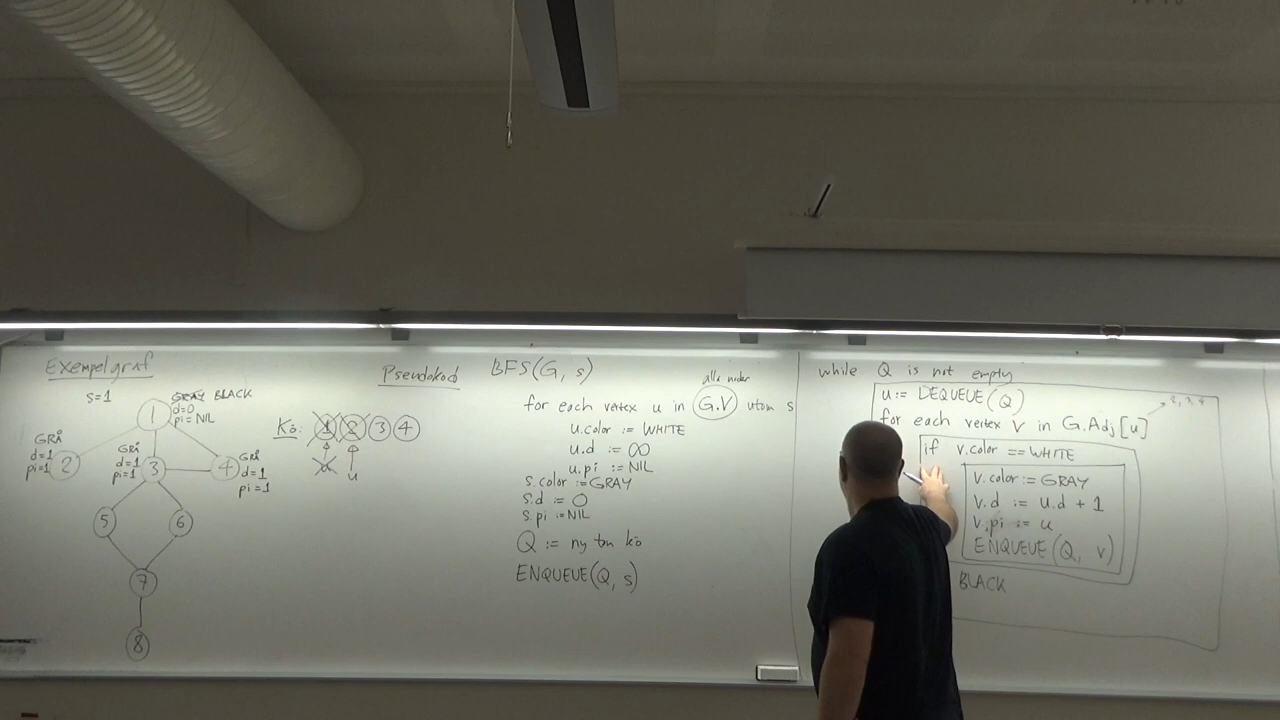 Exempelgraf
s=1
1
GRAY BLACK
d=0
pi=NIL
GRÅ
d=1
pi=1
2
GRÅ
d=1
pi=1
3
4
GRÅ
d=1
pi=1
5
6
7
8
Kö: 1 2 3 4
u u
Pseudokod
BFS(G, s)
alla noder
for each vertex u in G.V utom s
u.color := WHITE
u.d := ∞
u.pi := NIL
s.color := GRAY
s.d := 0
s.pi := NIL
Q := ny tom kö
ENQUEUE(Q, s)
while Q is not empty
u := DEQUEUE(Q)
for each vertex v in G.Adj[u]
if v.color == WHITE
v.color := GRAY
v.d := u.d + 1
v.pi := u
ENQUEUE(Q, v)
BLACK